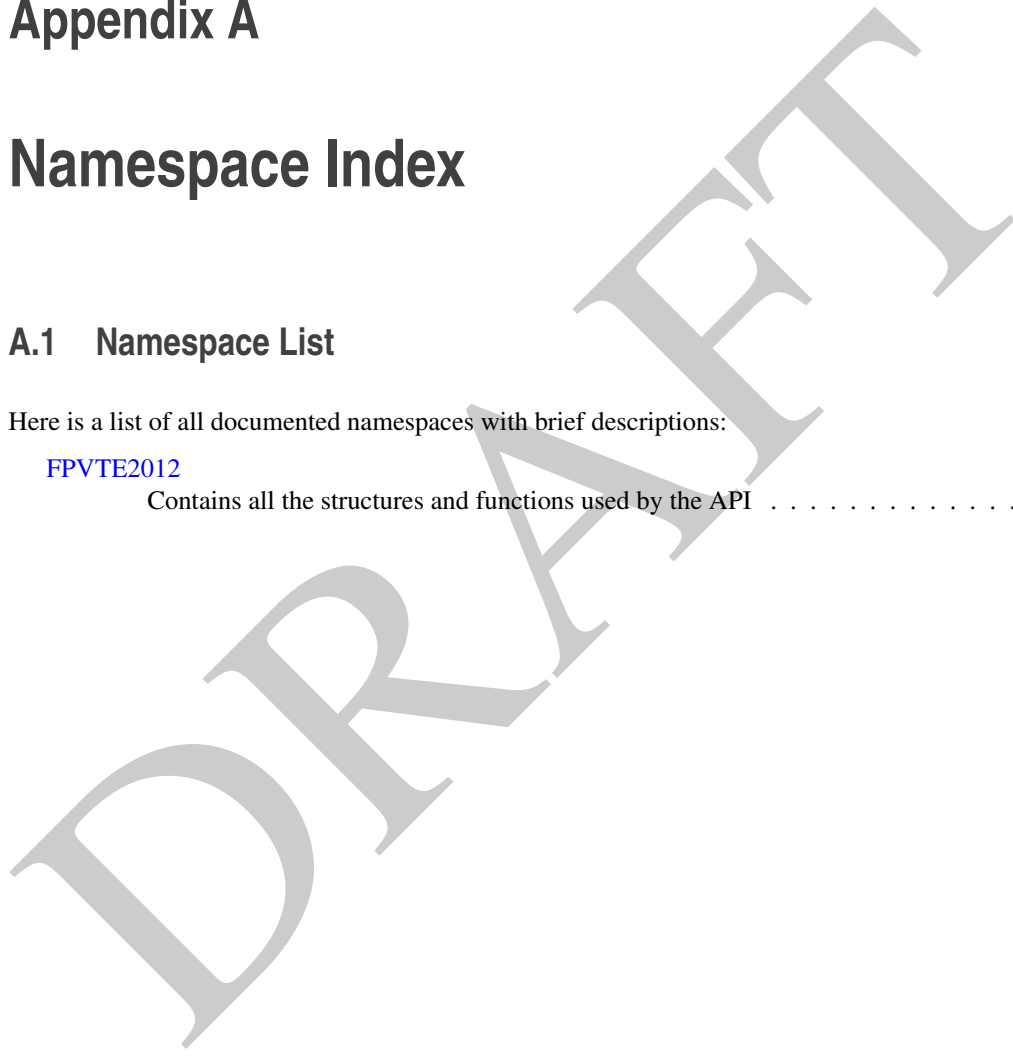 Appendix A
Namespace Index
A.1 Namespace List
Here is a list of all documented namespaces with brief descriptions:
FPVTE2012
Contains all the structures and functions used by the API . . . . . . . . . . . . .
DRAFT